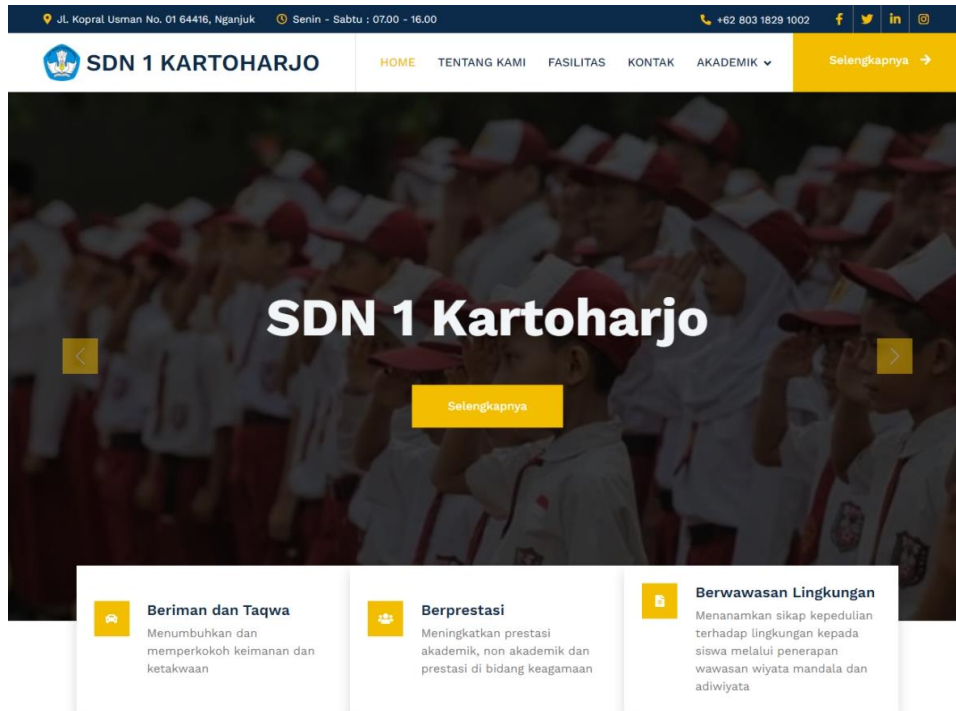 Jl. Kopral Usman No. 01 64416, Nganjuk
Senin - Sabtu : 07.00 - 16.00
+62 803 1829 1002
SDN 1 KARTOHARJO
HOME TENTANG KAMI FASILITAS KONTAK AKADEMIK
Selengkapnya
SDN 1 Kartoharjo
Selengkapnya
Beriman dan Taqwa
Menumbuhkan dan
memperkokoh keimanan dan
ketakwaan
Berprestasi
Meningkatkan prestasi
akademik, non akademik dan
prestasi di bidang keagamaan
Berwawasan Lingkungan
Menanamkan sikap kepedulian
terhadap lingkungan kepada
siswa melalui penerapan
wawasan wiyata mandala dan
adiwiyata